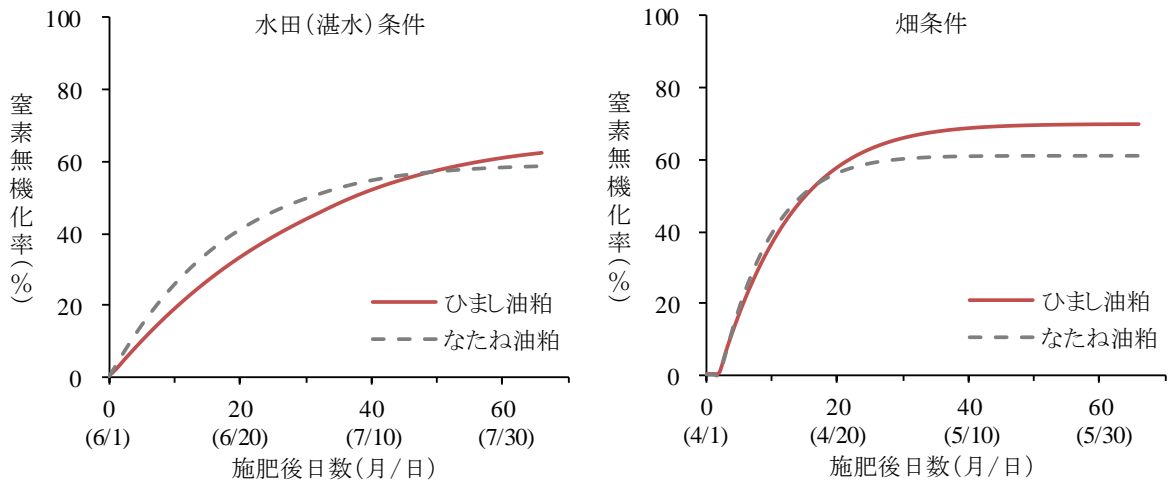 水田（湛水）条件
窒素無機化率（％）
100
80
60
40
20
0
ひまし油粕
なたね油粕
0 20 40 60
(6/1) (6/20) (7/10) (7/30)
施肥後日数（月/日）
畑条件
窒素無機化率（％）
100
80
60
40
20
0
ひまし油粕
なたね油粕
0 20 40 60
(4/1) (4/20) (5/10) (5/30)
施肥後日数（月/日）